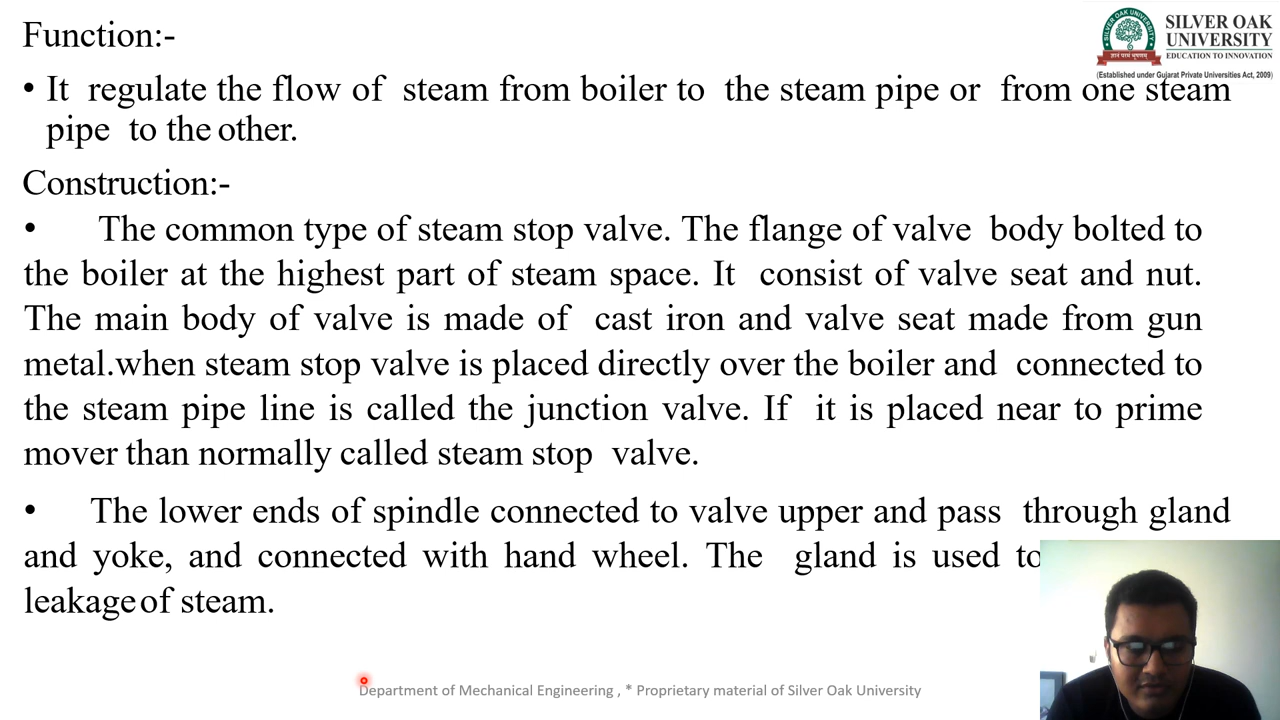 Function:-
SILVER OAK
UNIVERSITY
EDUCATION TO INNOVATION
(Established under Gujarat Private Universities Act, 2009)
• It regulate the flow of steam from boiler to the steam pipe or from one steam
pipe to the other.
Construction:-
• The common type of steam stop valve. The flange of valve body bolted to
the boiler at the highest part of steam space. It consist of valve seat and nut.
The main body of valve is made of cast iron and valve seat made from gun
metal.when steam stop valve is placed directly over the boiler and connected to
the steam pipe line is called the junction valve. If it is placed near to prime
mover than normally called steam stop valve.
• The lower ends of spindle connected to valve upper and pass through gland
and yoke, and connected with hand wheel. The gland is used to
leakage of steam.
Department of Mechanical Engineering , * Proprietary material of Silver Oak University